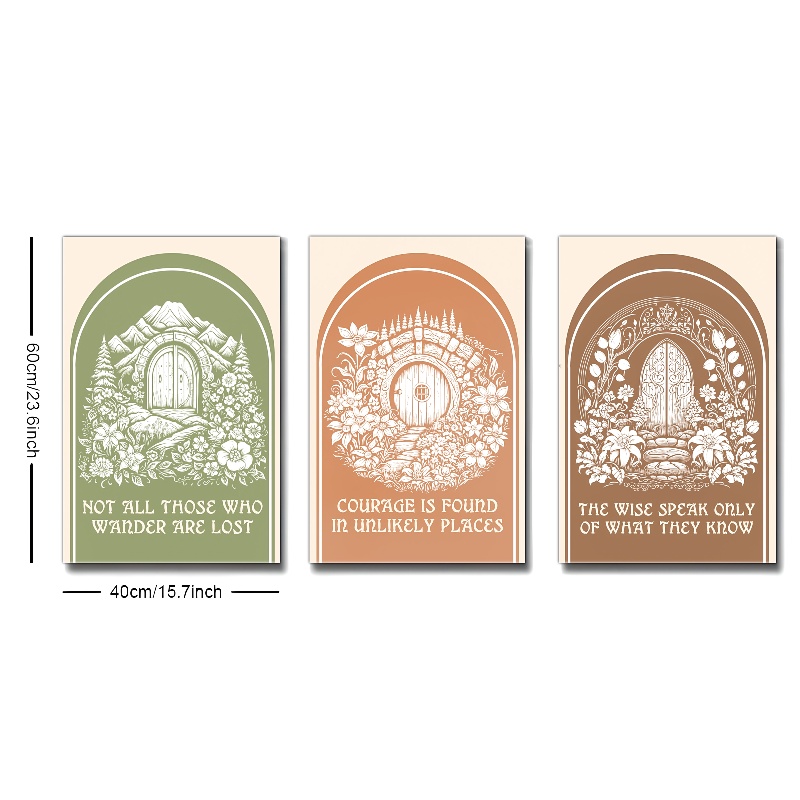 60cm/23.6inch
NOT ALL THOSE WHO
WANDER ARE LOST
COURAGE IS FOUND
IN UNLIKELY PLACES
THE WISE SPEAK ONLY
OF WHAT THEY KNOW
40cm/15.7inch